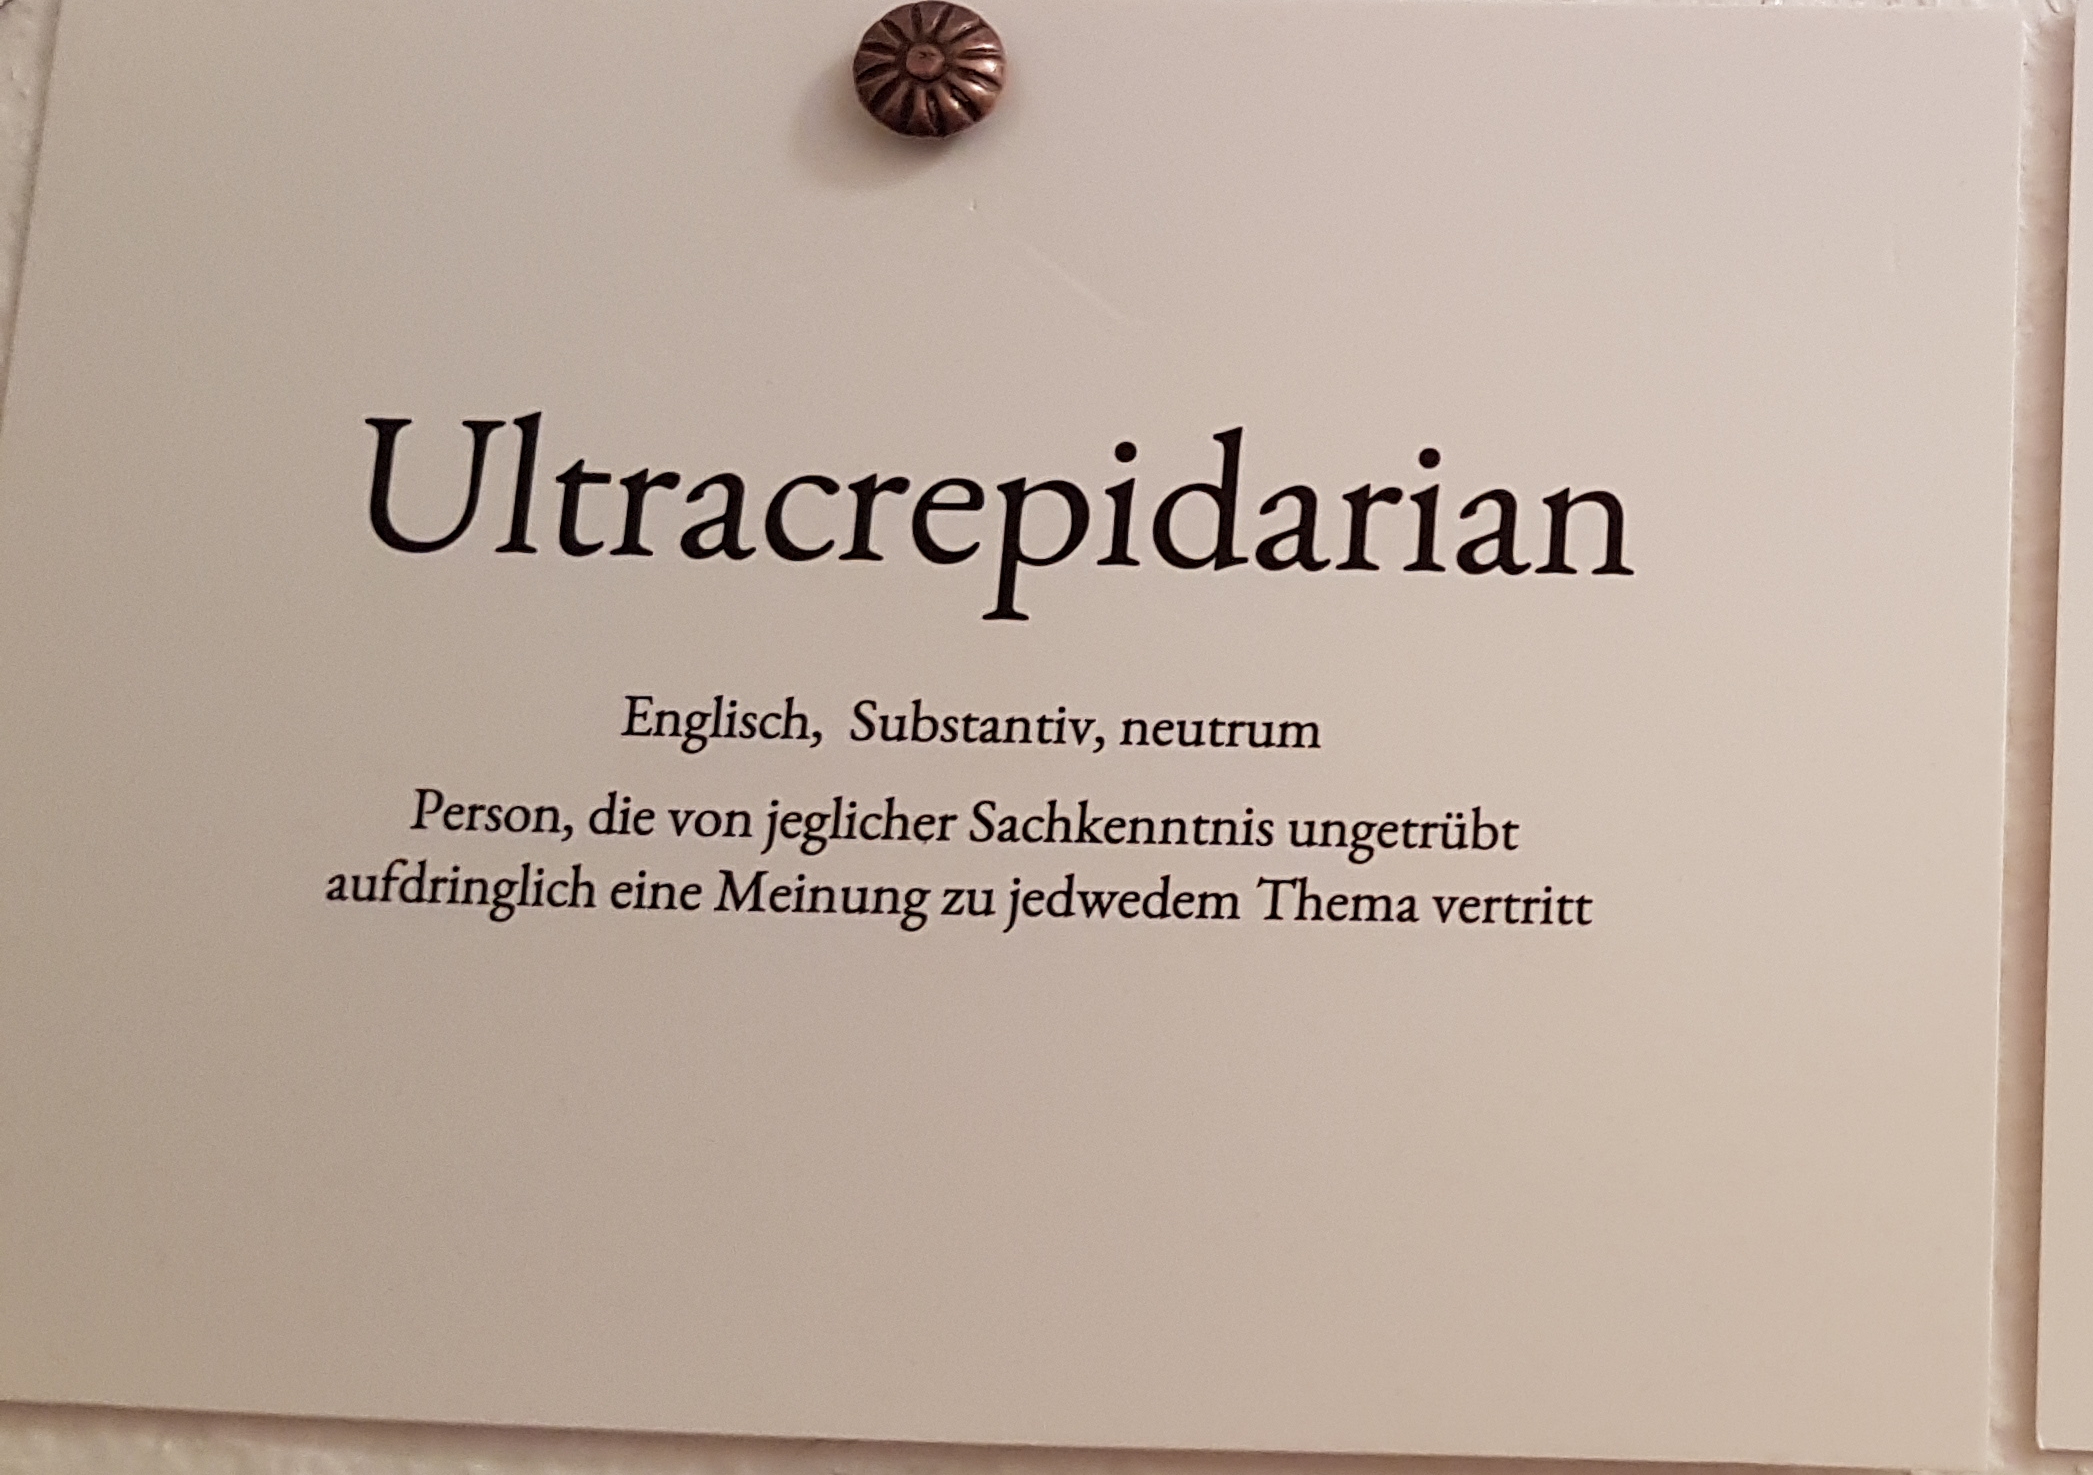 Ultracrepidarian
Englisch, Substantiv, neutrum
Person, die von jeglicher Sachkenntnis ungetrübt
aufdringlich eine Meinung zu jedwedem Thema vertritt